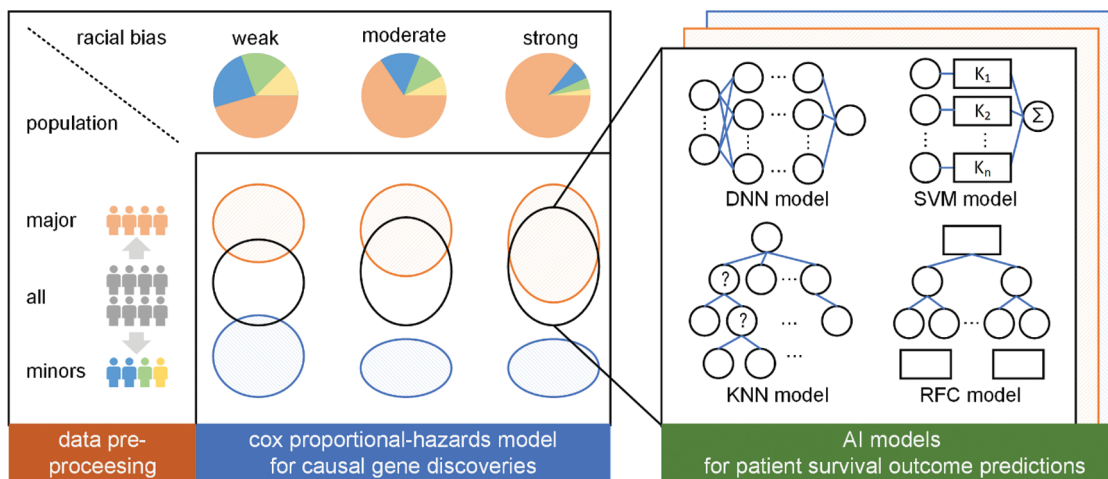 racial bias
weak
moderate
strong
population
major
all
minors
K1
K2
Kn
Σ
DNN model
SVM model
?
?
KNN model
RFC model
data pre-
proceesing
cox proportional-hazards model
for causal gene discoveries
AI models
for patient survival outcome predictions